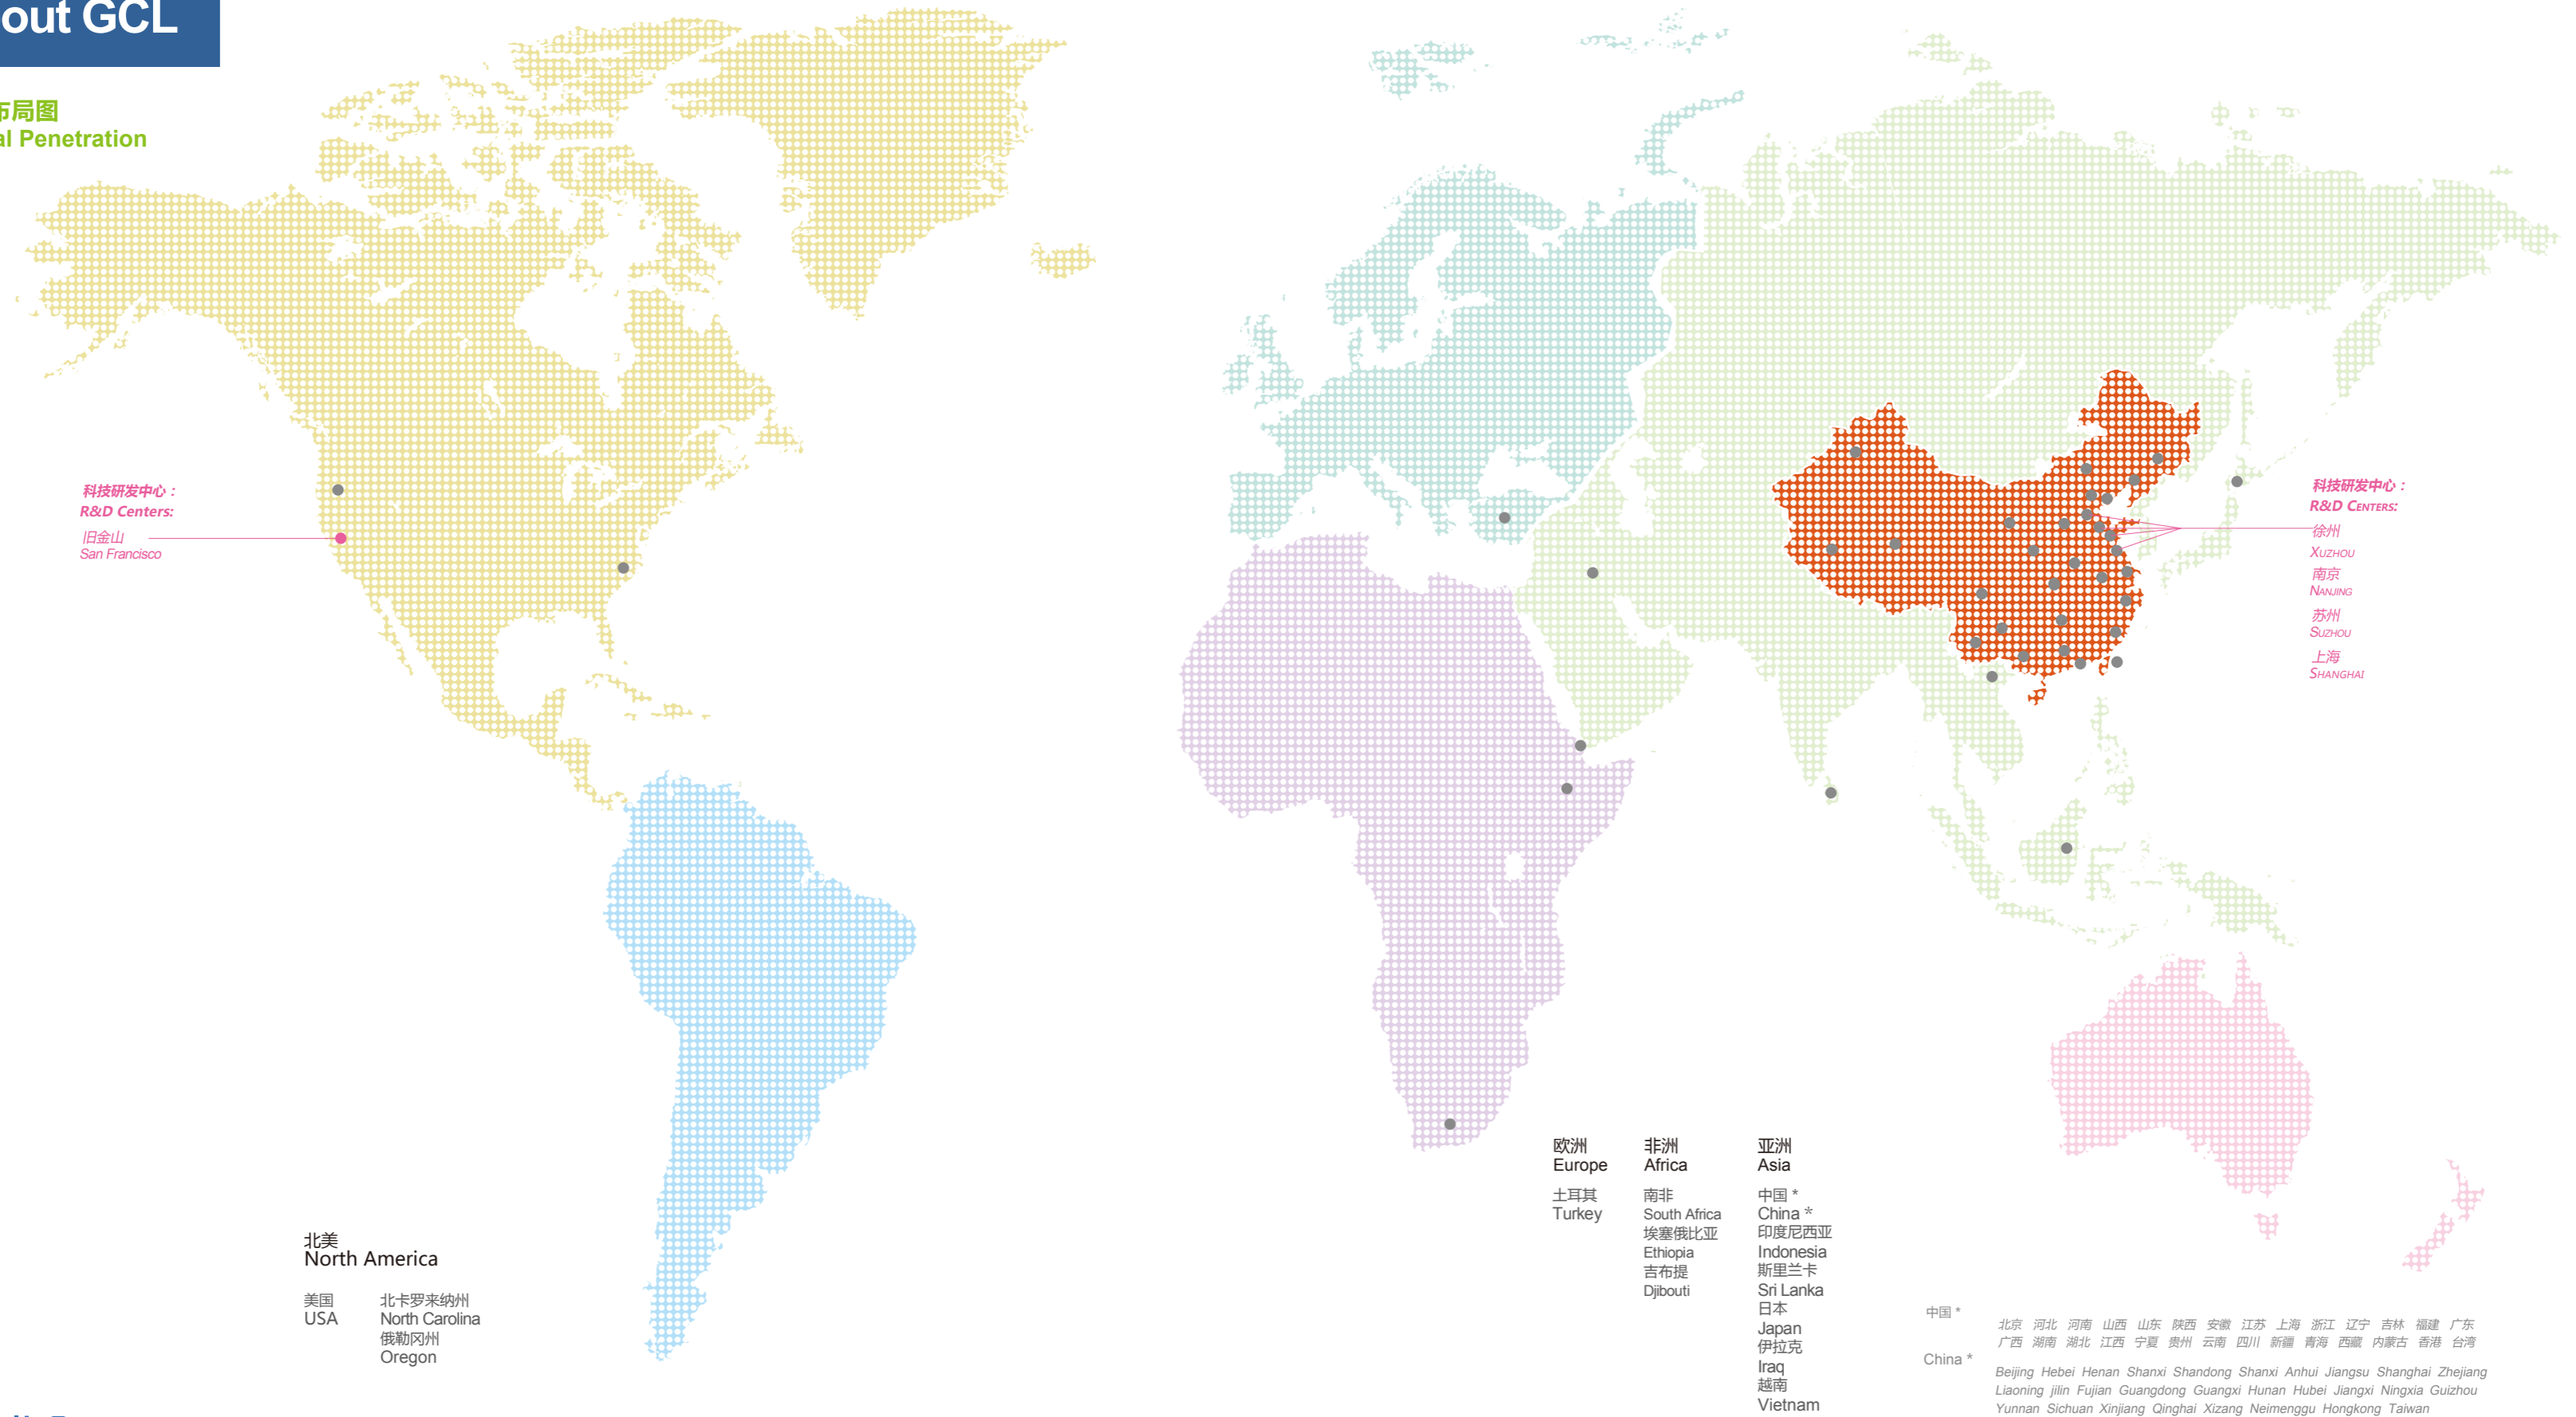 out GCL
布局图
al Penetration
科技研发中心：
R&D Centers:
旧金山
San Francisco
科技研发中心：
R&D CENTERS:
徐州
XUZHOU
南京
NANJING
苏州
SUZHOU
上海
SHANGHAI
北美
North America
美国 北卡罗来纳州
USA North Carolina
俄勒冈州
Oregon
欧洲
Europe
土耳其
Turkey
非洲
Africa
南非
South Africa
埃塞俄比亚
Ethiopia
吉布提
Djibouti
亚洲
Asia
中国 *
China *
印度尼西亚
Indonesia
斯里兰卡
Sri Lanka
日本
Japan
伊拉克
Iraq
越南
Vietnam
中国 *
北京 河北 河南 山西 山东 陕西 安徽 江苏 上海 浙江 辽宁 吉林 福建 广东
广西 湖南 湖北 江西 宁夏 贵州 云南 四川 新疆 青海 西藏 内蒙古 香港 台湾
China *
Beijing Hebei Henan Shanxi Shandong Shanxi Anhui Jiangsu Shanghai Zhejiang
Liaoning jilin Fujian Guangdong Guangxi Hunan Hubei Jiangxi Ningxia Guizhou
Yunnan Sichuan Xinjiang Qinghai Xizang Neimenggu Hongkong Taiwan